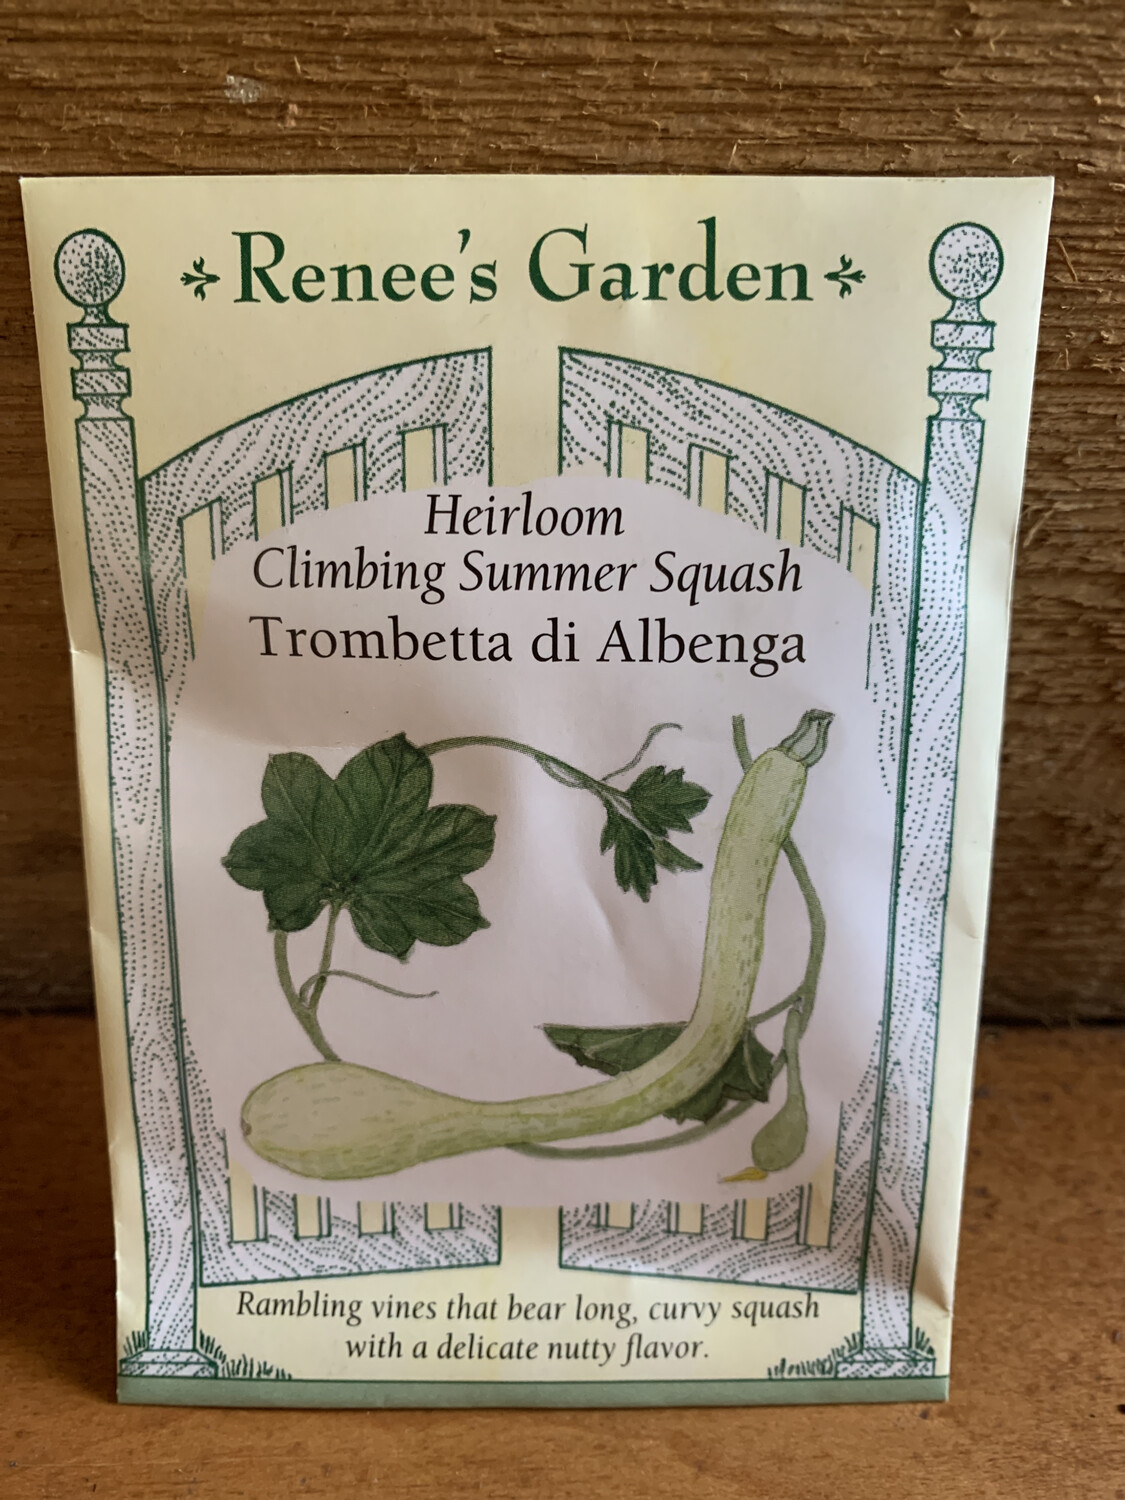 Renee's Garden
Heirloom
Climbing Summer Squash
Trombetta di Albenga
Rambling vines that bear long, curvy squash
with a delicate nutty flavor.